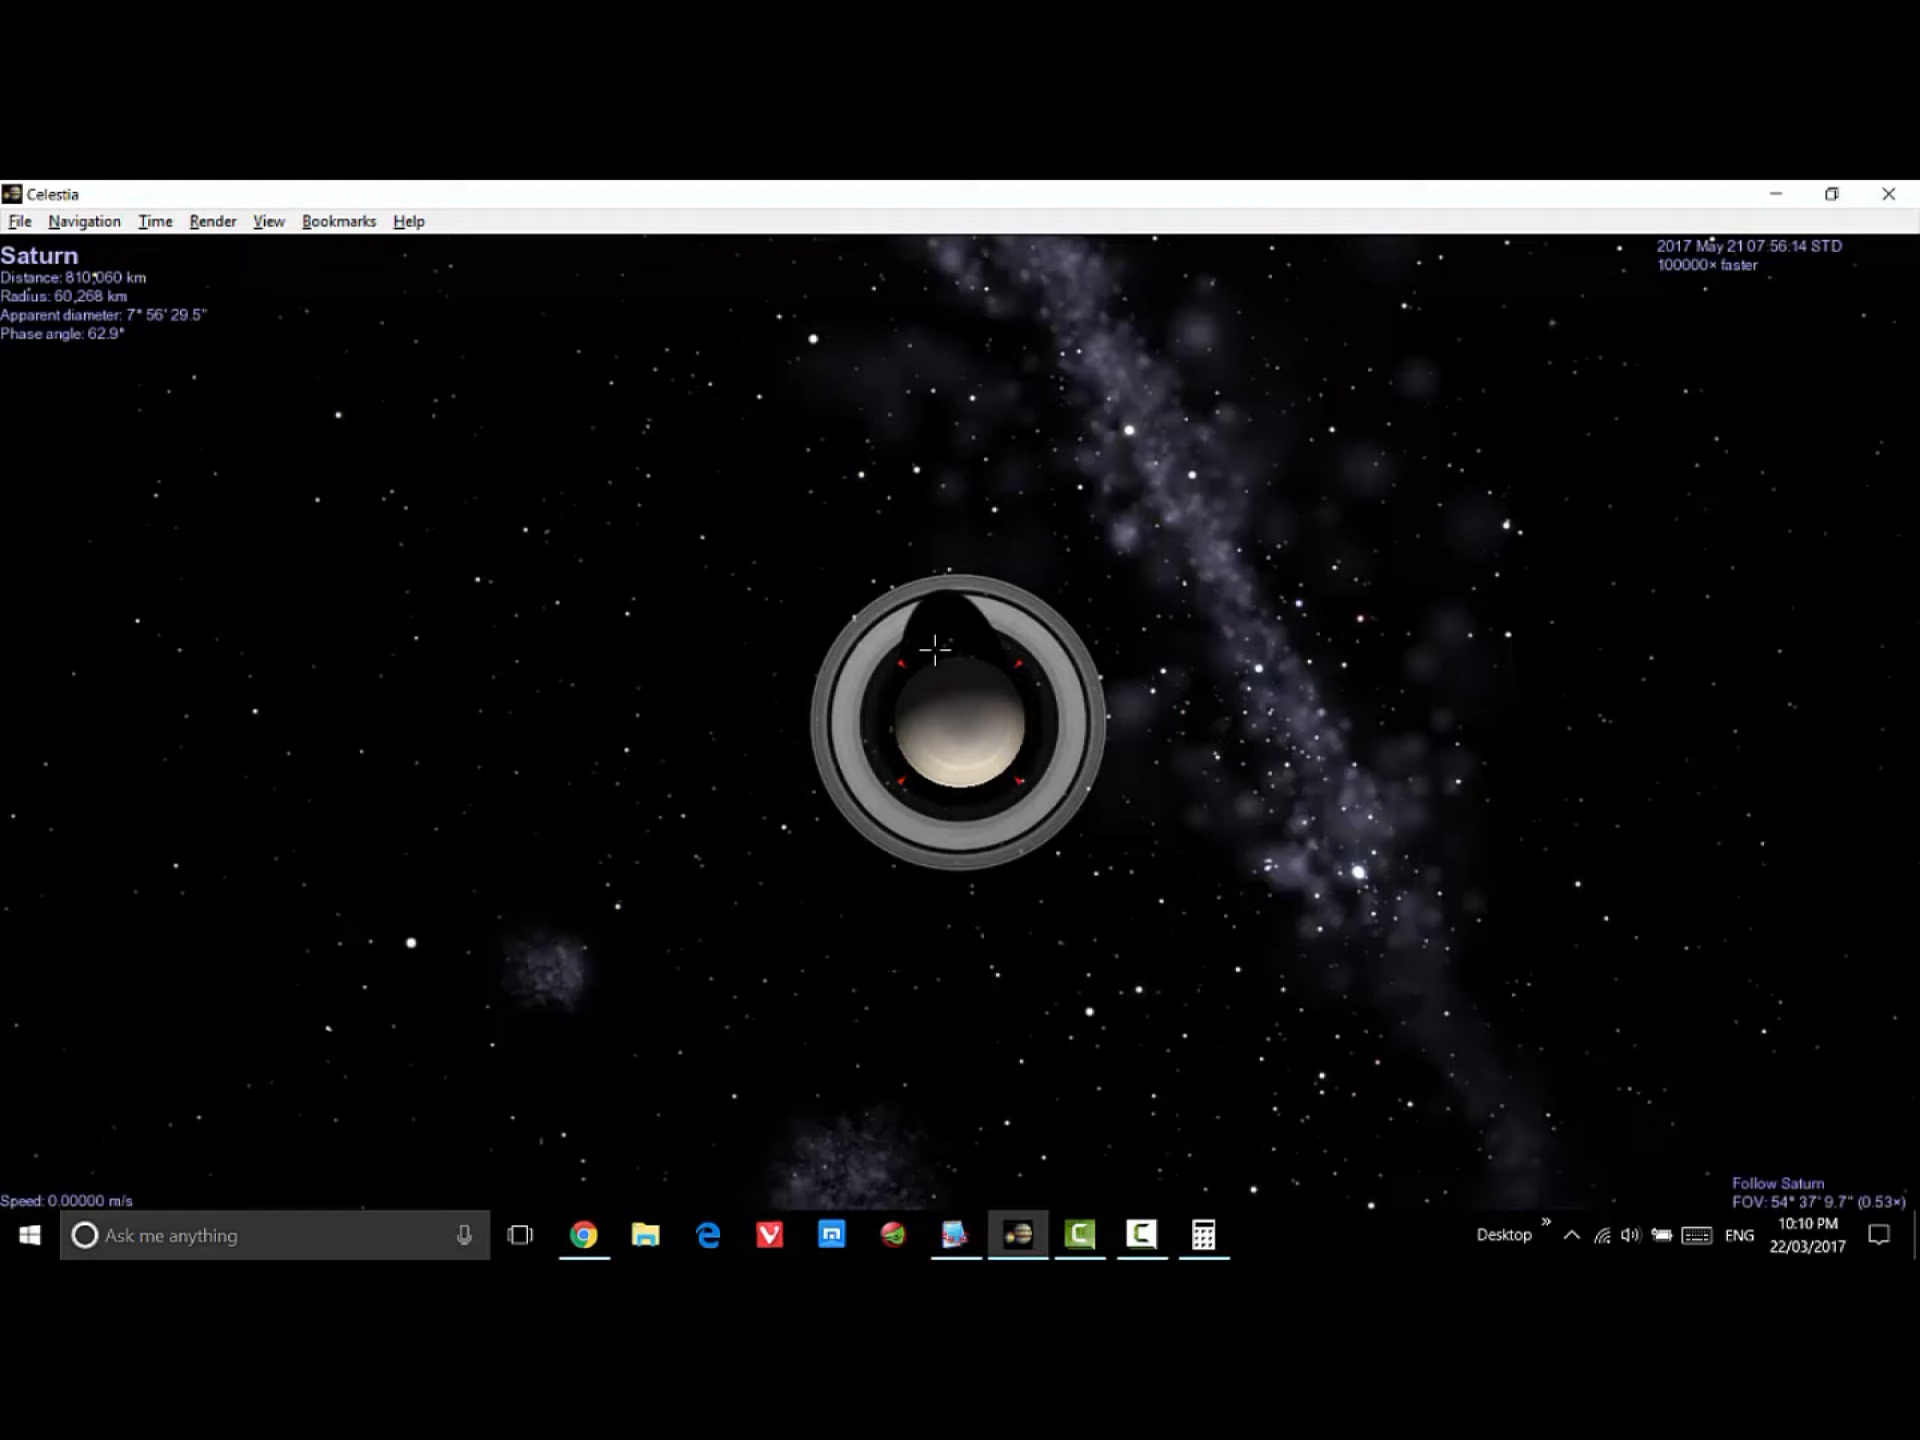 Celestia
File Navigation Time Render View Bookmarks Help
Saturn
Distance: 810,060 km
Radius: 60,268 km
Apparent diameter: 7° 56' 29.5"
Phase angle: 62.9°
2017 May 21 07:56:14 STD
100000× faster
Speed: 0.00000 m/s
Follow Saturn
FOV: 54° 37' 9.7" (0.53×)
Ask me anything
Desktop
ENG
10:10 PM
22/03/2017